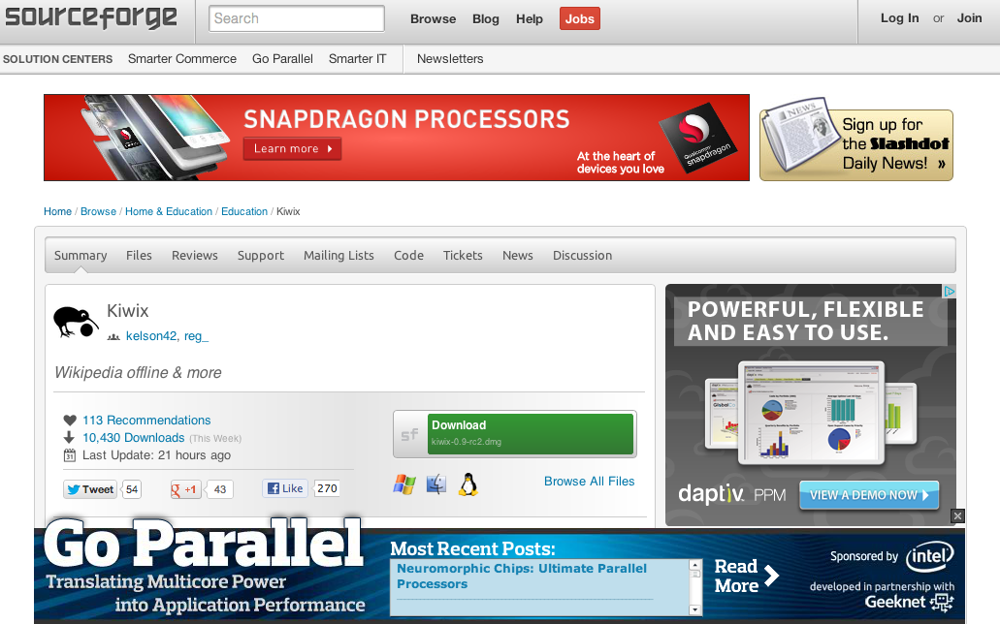 sourceforge
Search
Browse Blog Help Jobs
Log In or Join
SOLUTION CENTERS Smarter Commerce Go Parallel Smarter IT Newsletters
SNAPDRAGON PROCESSORS
Learn more
At the heart of
devices you love
Qualcomm
snapdragon
NEWS
Sign up for
the Slashdot
Daily News! »
Home / Browse / Home & Education / Education / Kiwix
Summary Files Reviews Support Mailing Lists Code Tickets News Discussion
Kiwix
kelson42, reg_
Wikipedia offline & more
113 Recommendations
10,430 Downloads (This Week)
31 Last Update: 21 hours ago
Tweet 54 g +1 43 f Like 270
sf Download
kiwix-0.9-rc2.dmg
Browse All Files
POWERFUL, FLEXIBLE
AND EASY TO USE.
daptiv PPM VIEW A DEMO NOW
Go Parallel
Translating Multicore Power
into Application Performance
Most Recent Posts:
Neuromorphic Chips: Ultimate Parallel
Processors
Read
More
Sponsored by intel
developed in partnership with
Geeknet